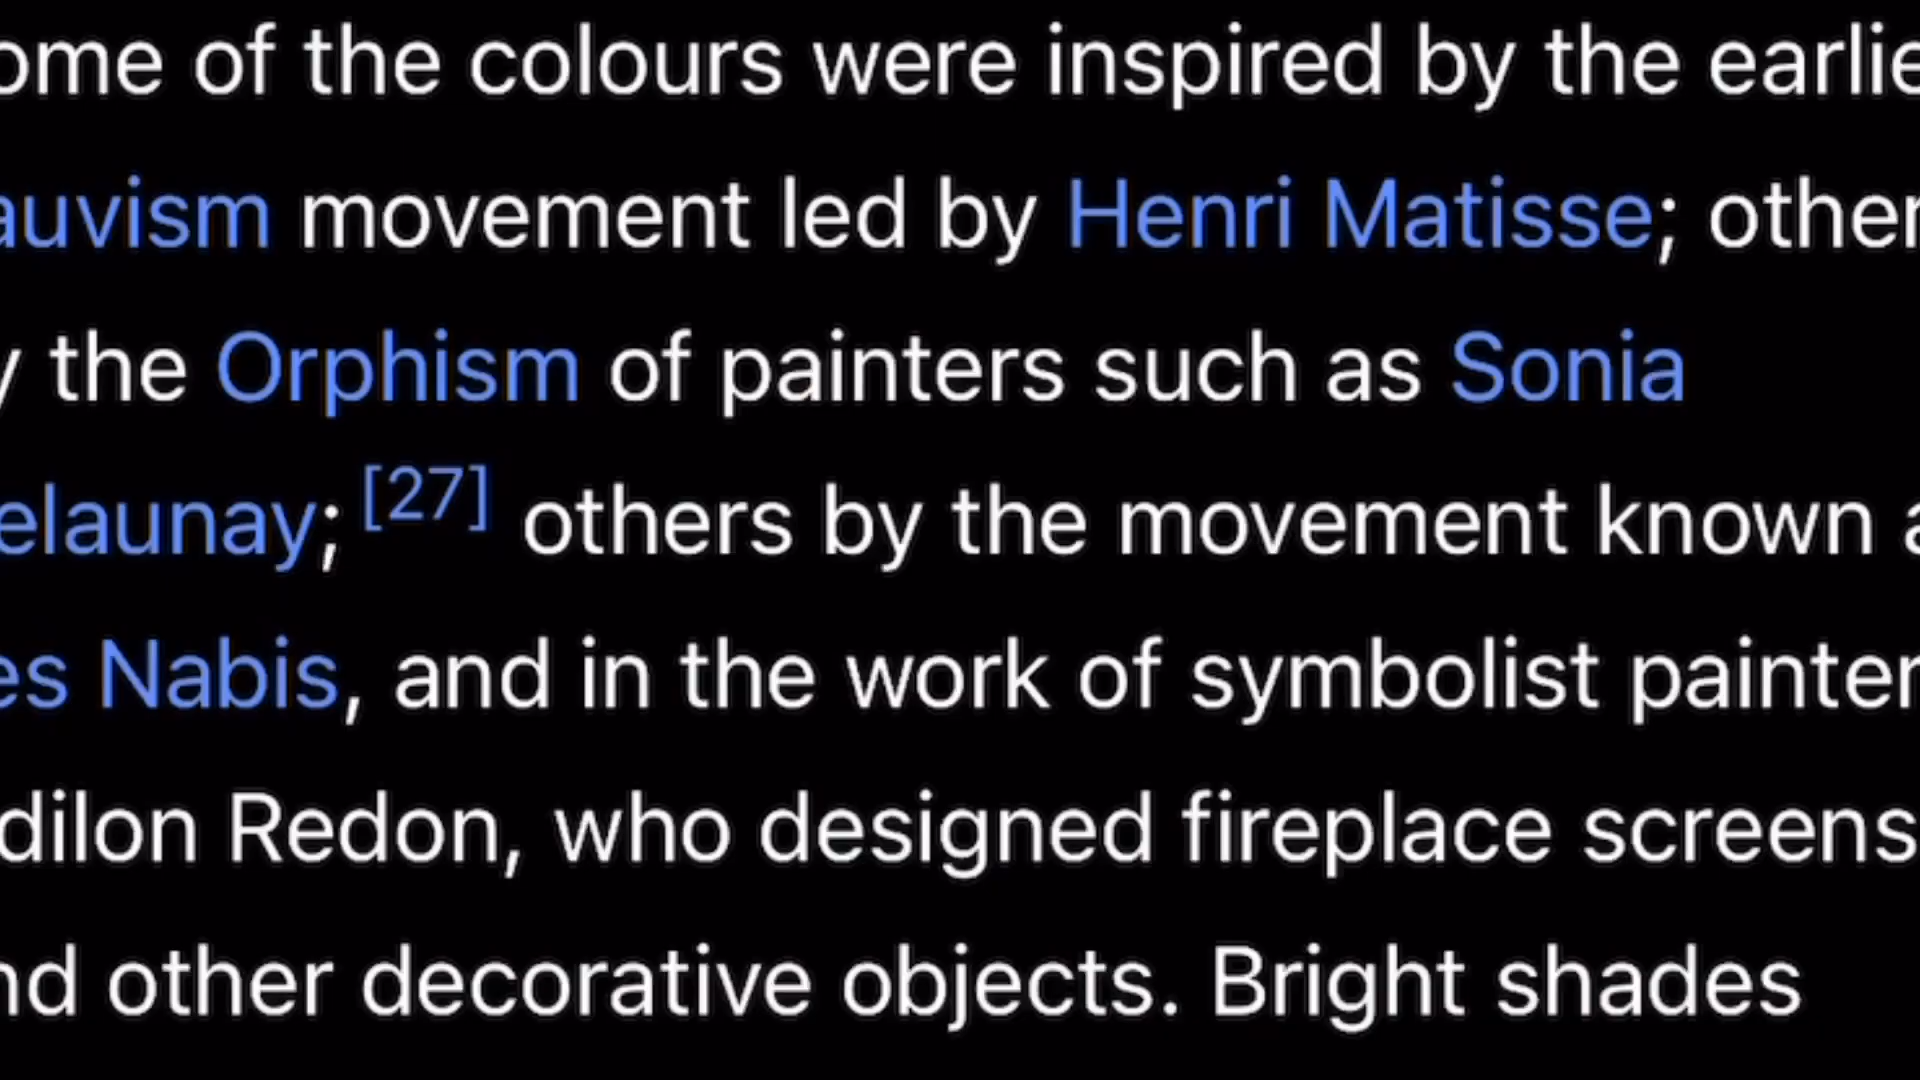 ome of the colours were inspired by the earlie
auvism movement led by Henri Matisse; other
y the Orphism of painters such as Sonia
elaunay;[27] others by the movement known a
es Nabis, and in the work of symbolist painter
dilon Redon, who designed fireplace screens
nd other decorative objects. Bright shades